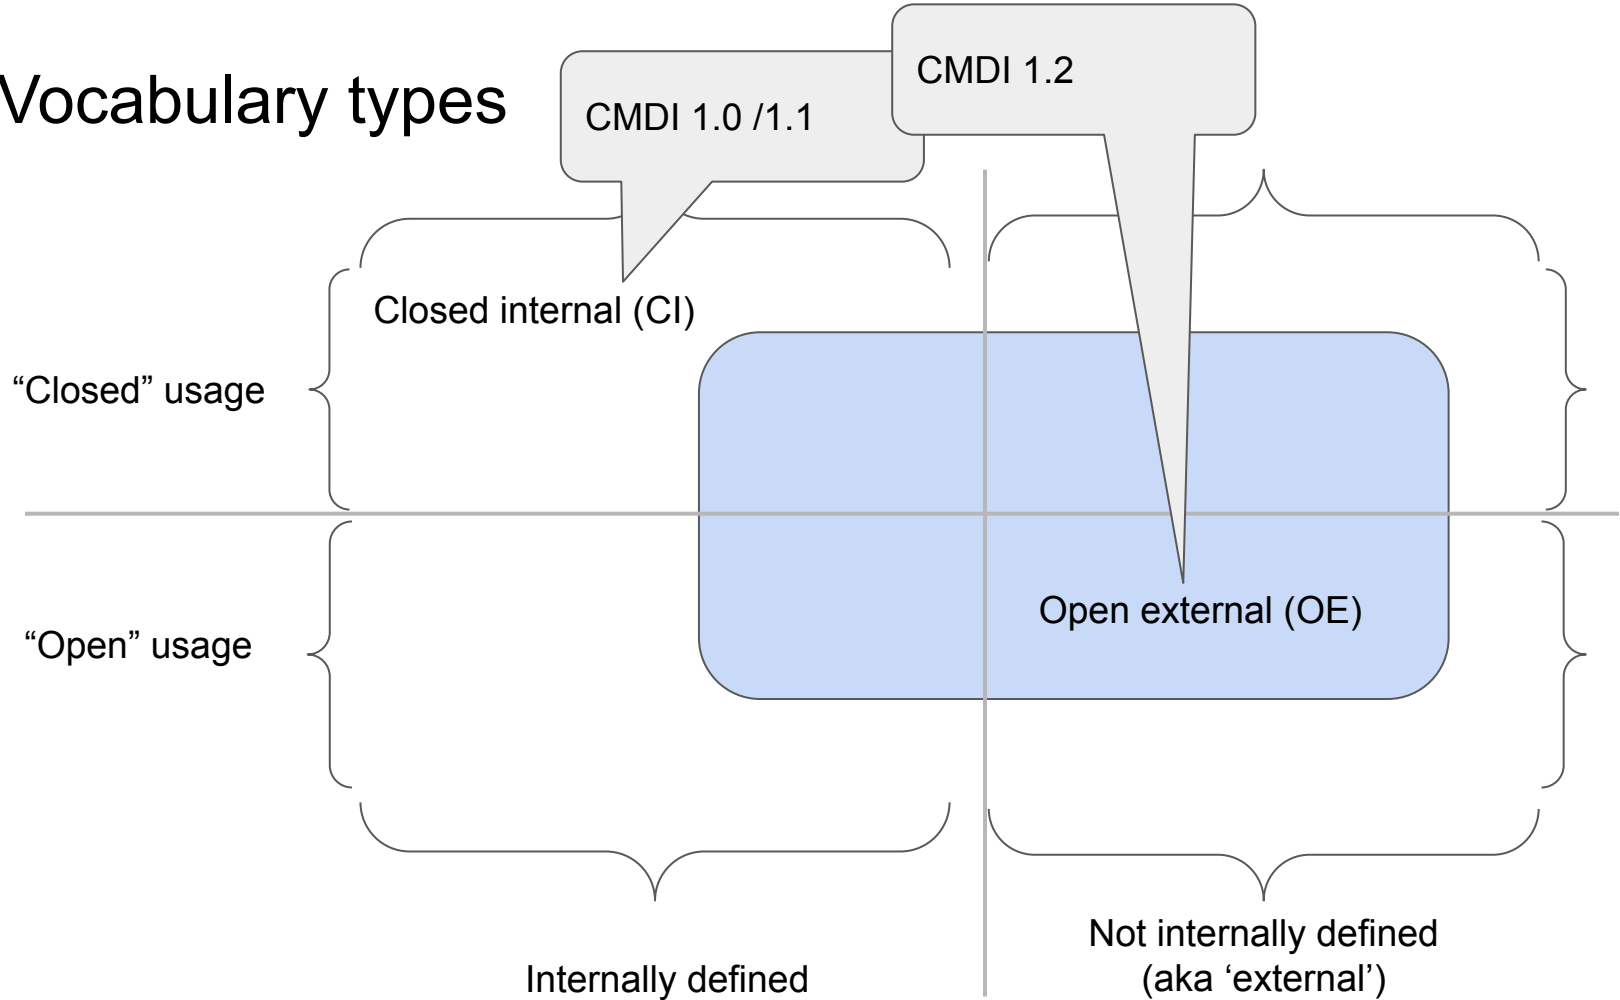 Vocabulary types
CMDI 1.0 /1.1
CMDI 1.2
Closed internal (CI)
“Closed” usage
Open external (OE)
“Open” usage
Not internally defined
(aka ‘external’)
Internally defined